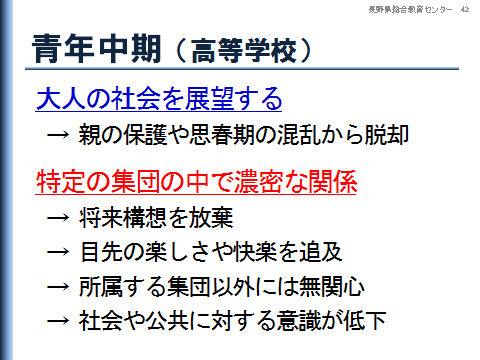 長野県総合教育センター 42
青年中期（高等学校）
大人の社会を展望する
→ 親の保護や思春期の混乱から脱却
特定の集団の中で濃密な関係
→ 将来構想を放棄
→ 目先の楽しさや快楽を追及
→ 所属する集団以外には無関心
→ 社会や公共に対する意識が低下